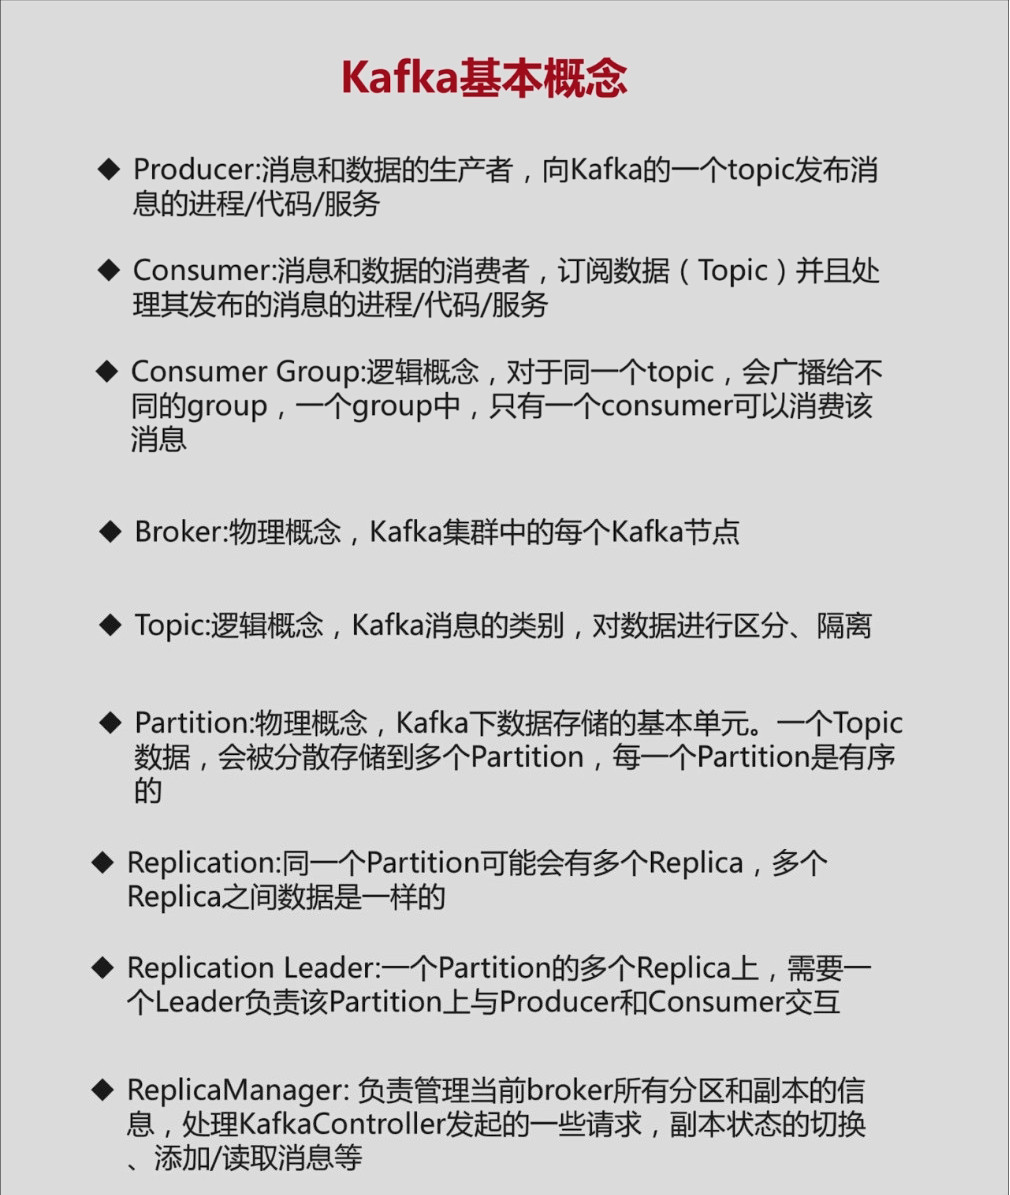 Kafka基本概念
◆ Producer:消息和数据的生产者，向Kafka的一个topic发布消
息的进程/代码/服务
◆ Consumer:消息和数据的消费者，订阅数据（Topic）并且处
理其发布的消息的进程/代码/服务
◆ Consumer Group:逻辑概念，对于同一个topic，会广播给不
同的group，一个group中，只有一个consumer可以消费该
消息
◆ Broker:物理概念，Kafka集群中的每个Kafka节点
◆ Topic:逻辑概念，Kafka消息的类别，对数据进行区分、隔离
◆ Partition:物理概念，Kafka下数据存储的基本单元。一个Topic
数据，会被分散存储到多个Partition，每一个Partition是有序
的
◆ Replication:同一个Partition可能会有多个Replica，多个
Replica之间数据是一样的
◆ Replication Leader:一个Partition的多个Replica上，需要一
个Leader负责该Partition上与Producer和Consumer交互
◆ ReplicaManager: 负责管理当前broker所有分区和副本的信
息，处理KafkaController发起的一些请求，副本状态的切换
、添加/读取消息等